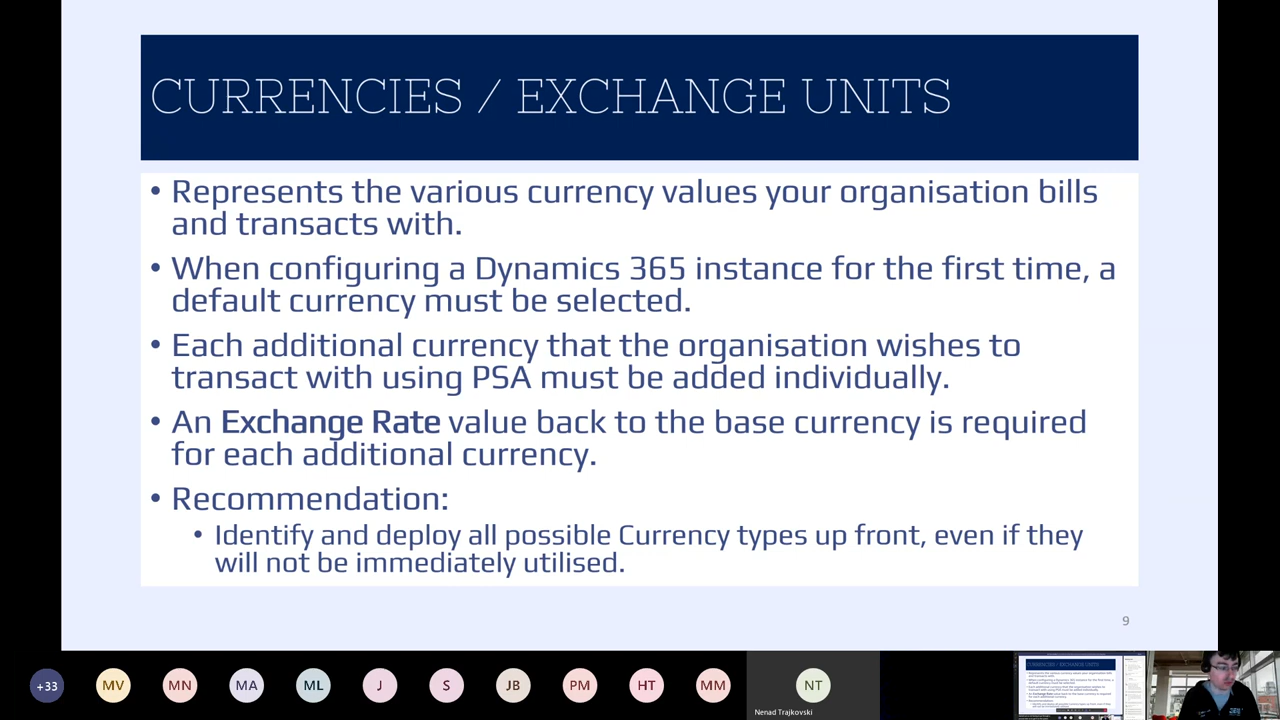 CURRENCIES / EXCHANGE UNITS
• Represents the various currency values your organisation bills
and transacts with.
• When configuring a Dynamics 365 instance for the first time, a
default currency must be selected.
• Each additional currency that the organisation wishes to
transact with using PSA must be added individually.
• An Exchange Rate value back to the base currency is required
for each additional currency.
• Recommendation:
• Identify and deploy all possible Currency types up front, even if they
will not be immediately utilised.
9
+33
MV
MN
MA
ML
J
S
JB
PM
HT
MM
NT
Nenad Trajkovski
CURRENCIES / EXCHANGE UNITS